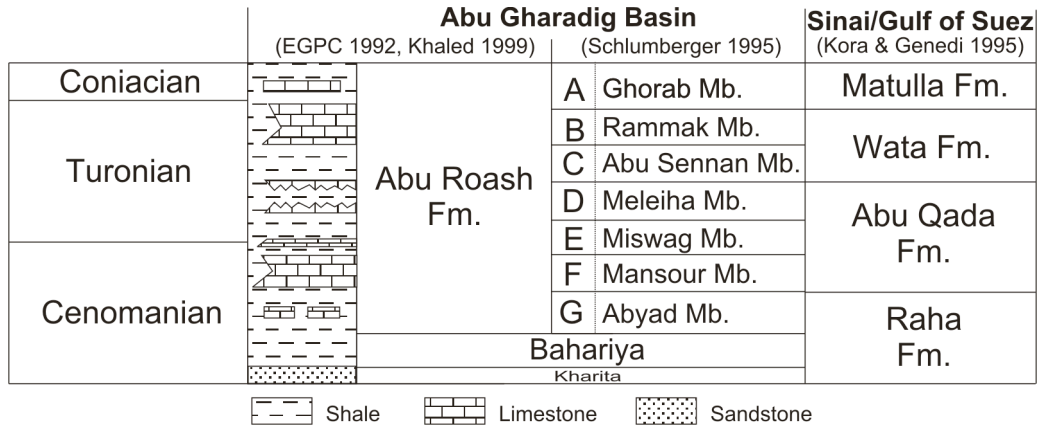 Abu Gharadig Basin
Sinai/Gulf of Suez
(EGPC 1992, Khaled 1999)
(Schlumberger 1995)
(Kora & Genedi 1995)
Coniacian
Turonian
Cenomanian
Abu Roash
Fm.
A Ghorab Mb.
B Rammak Mb.
C Abu Sennan Mb.
D Meleiha Mb.
E Miswag Mb.
F Mansour Mb.
G Abyad Mb.
Bahariya
Kharita
Matulla Fm.
Wata Fm.
Abu Qada
Fm.
Raha
Fm.
Shale
Limestone
Sandstone